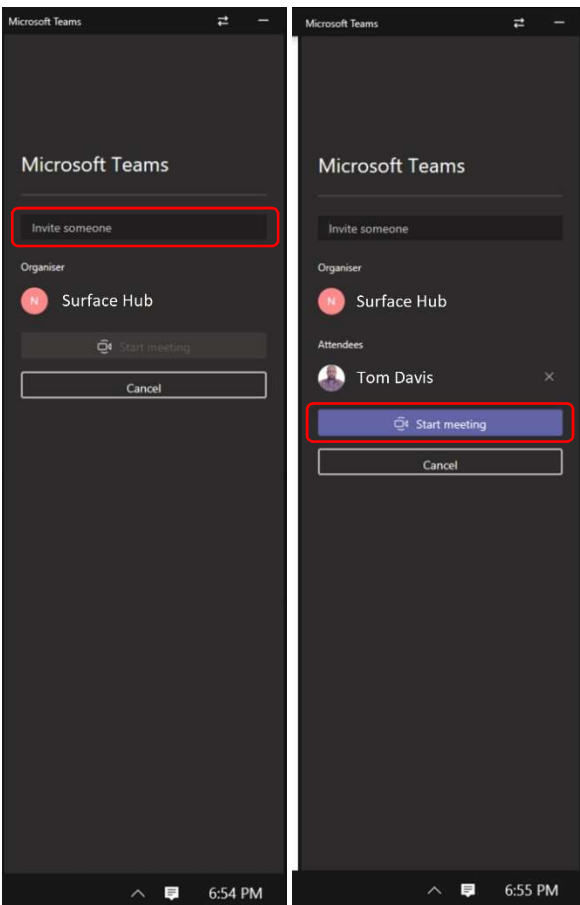 Microsoft Teams
Microsoft Teams
Invite someone
Organiser
N
Surface Hub
Start meeting
Cancel
6:54 PM
Microsoft Teams
Microsoft Teams
Invite someone
Organiser
N
Surface Hub
Attendees
Tom Davis
Start meeting
Cancel
6:55 PM